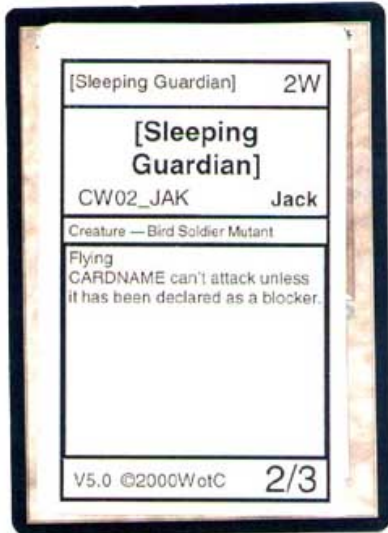 [Sleeping Guardian] 2W
[Sleeping
Guardian]
CW02_JAK Jack
Creature — Bird Soldier Mutant
Flying
CARDNAME can't attack unless
it has been declared as a blocker.
V5.0 ©2000WotC 2/3